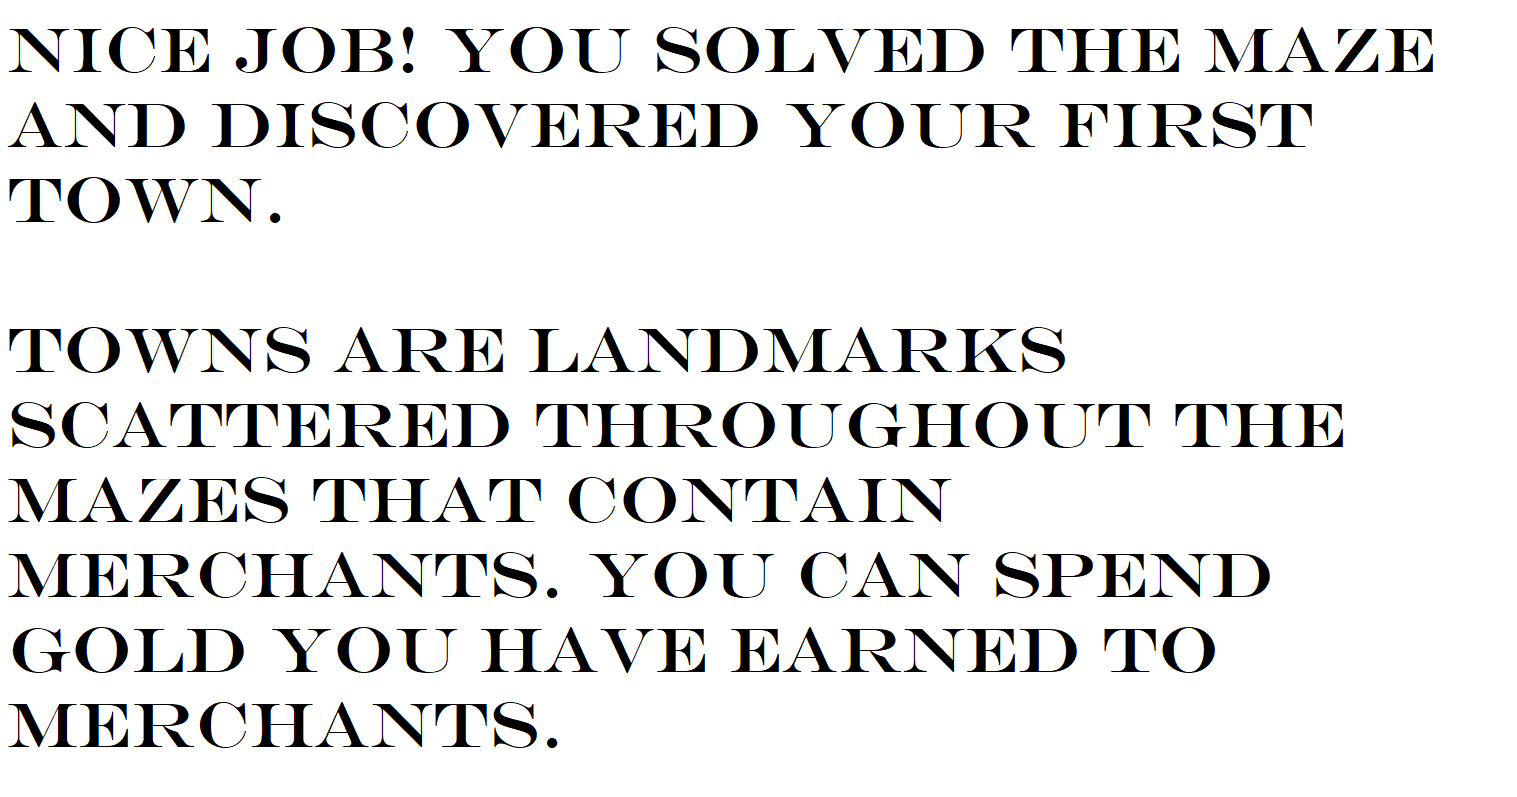 NICE JOB! YOU SOLVED THE MAZE
AND DISCOVERED YOUR FIRST
TOWN.
TOWNS ARE LANDMARKS
SCATTERED THROUGHOUT THE
MAZES THAT CONTAIN
MERCHANTS. YOU CAN SPEND
GOLD YOU HAVE EARNED TO
MERCHANTS.